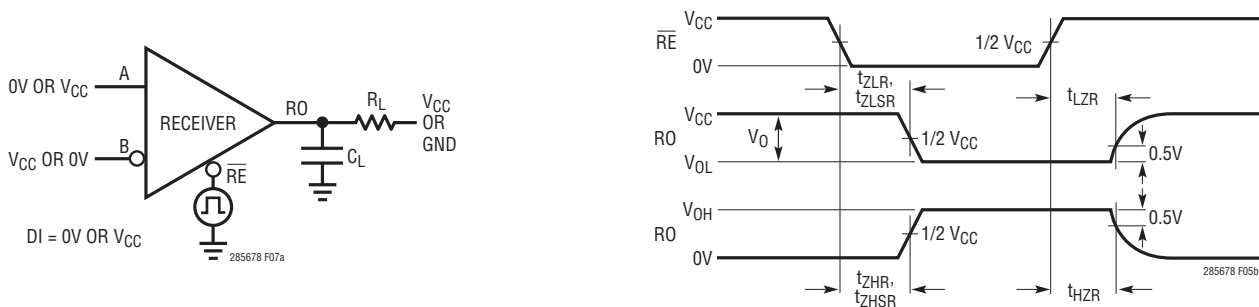 0V OR VCC
A
VCC OR 0V
B
RECEIVER
RO
RL
VCC
OR
GND
CL
RE
DI = 0V OR VCC
285678 F07a
VCC
RE
0V
1/2 VCC
tZLR,
tZLSR
tLZR
VCC
RO
VO
VOL
1/2 VCC
0.5V
VOH
RO
0V
1/2 VCC
0.5V
tZHR,
tZHSR
tHZR
285678 F05b